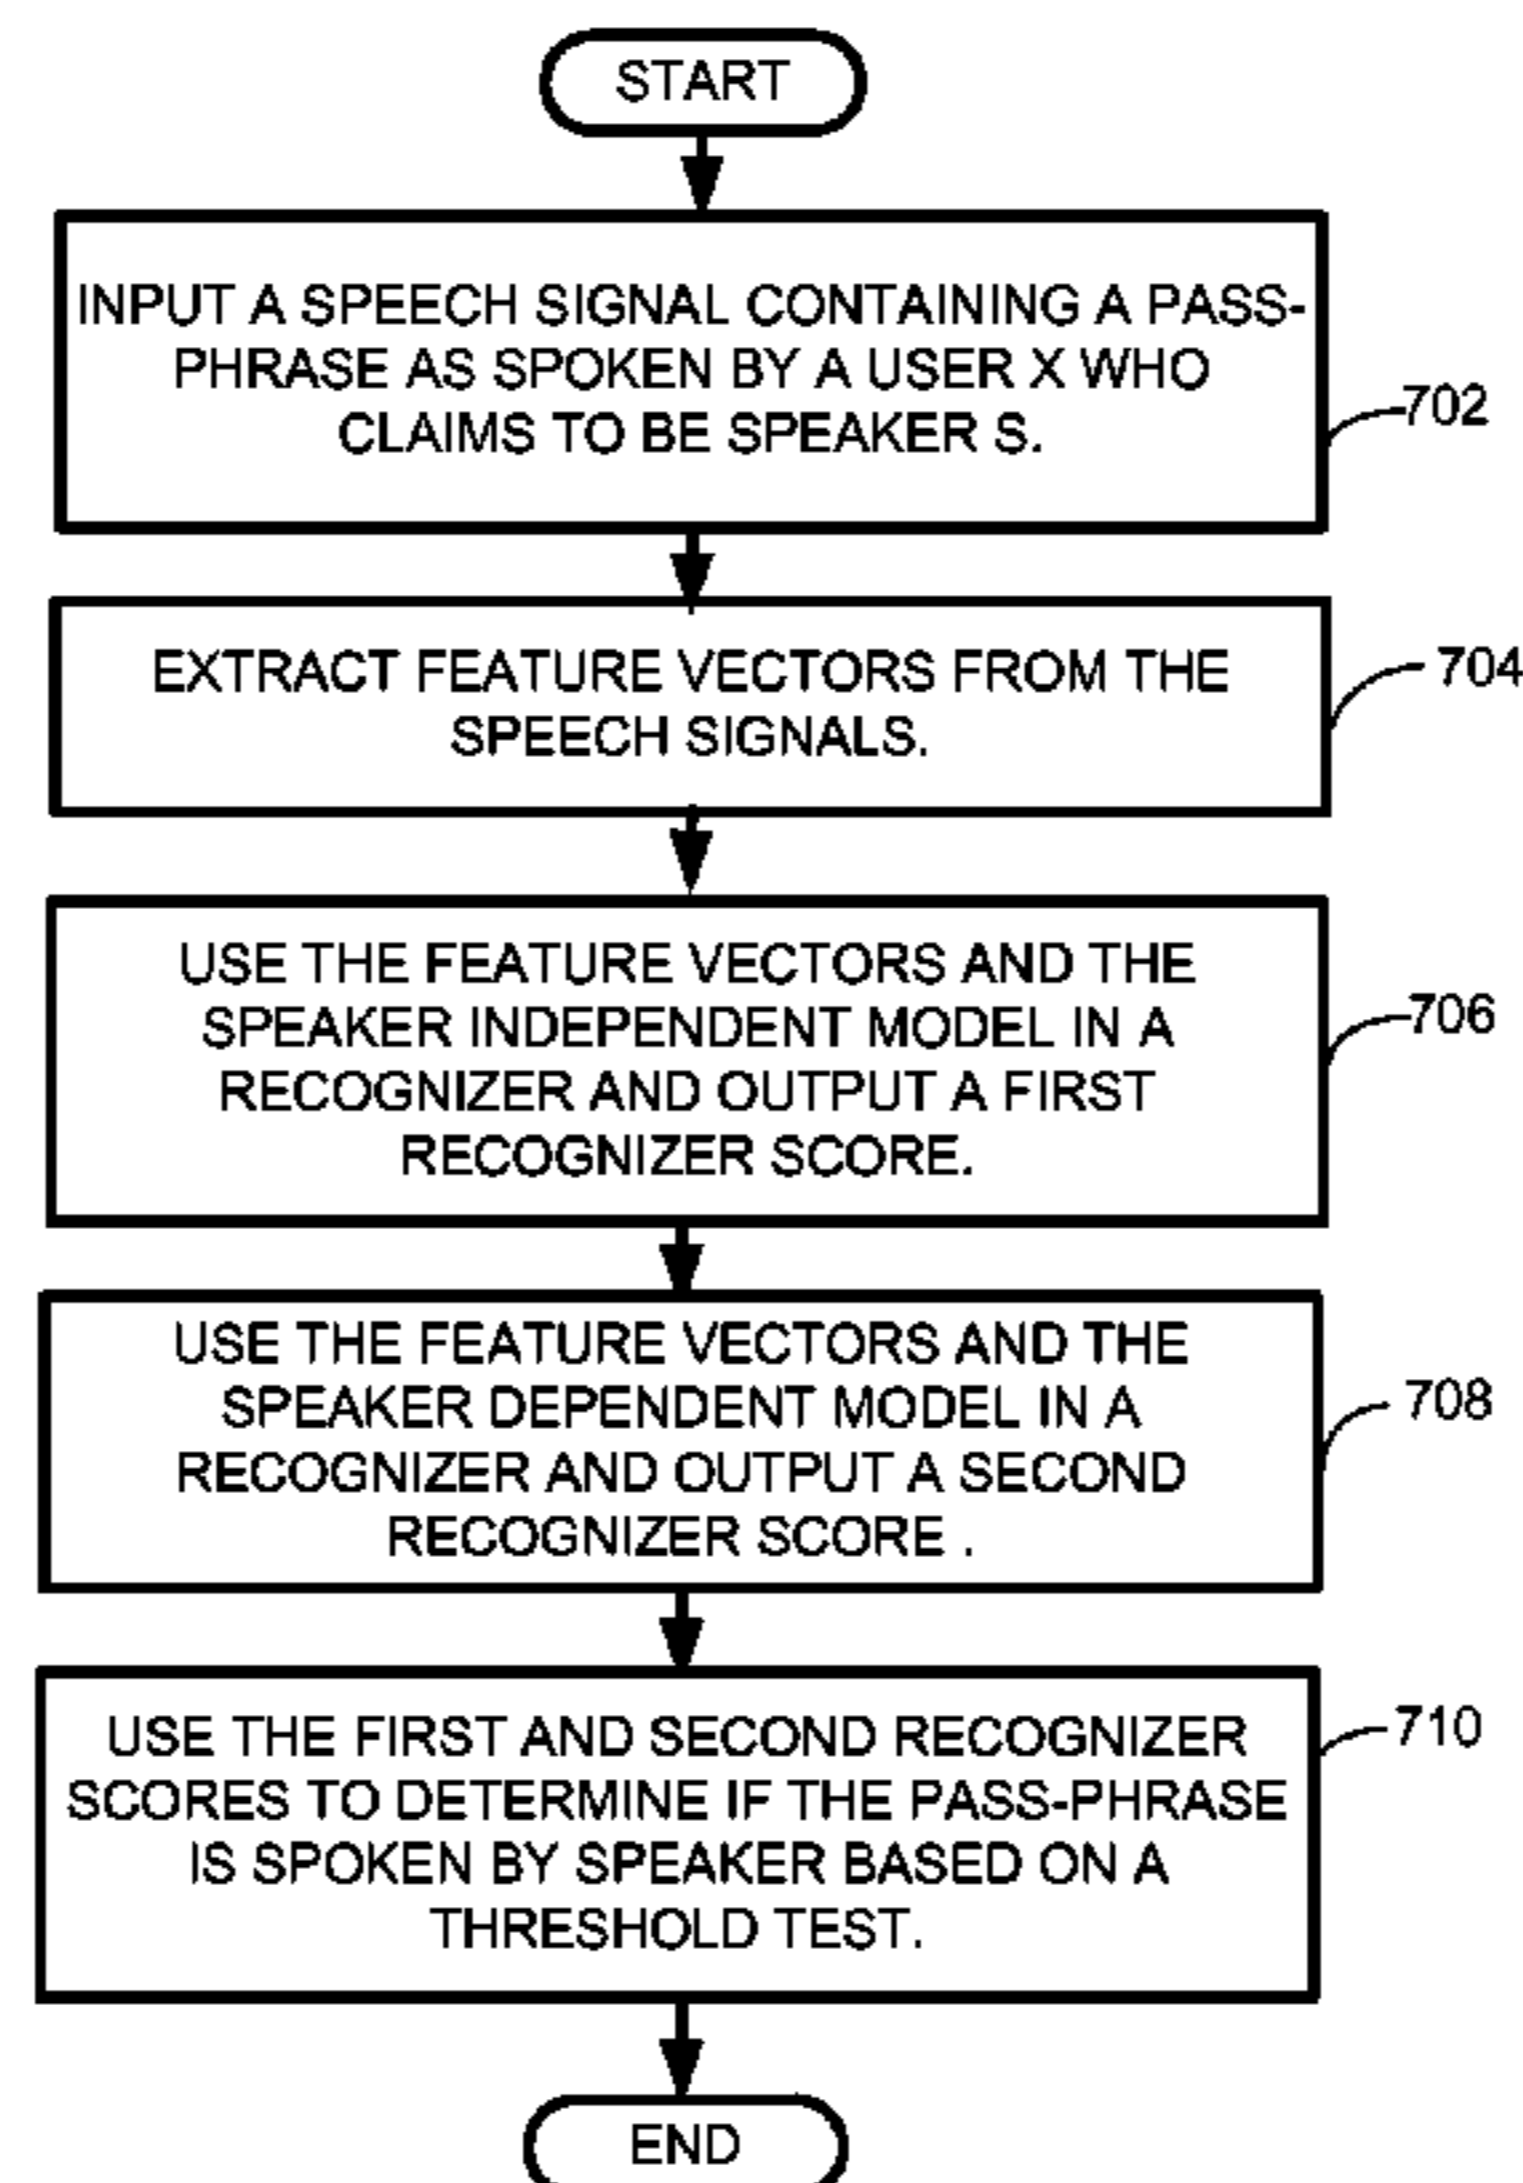 START
INPUT A SPEECH SIGNAL CONTAINING A PASS-
PHRASE AS SPOKEN BY A USER X WHO
CLAIMS TO BE SPEAKER S.
702
EXTRACT FEATURE VECTORS FROM THE
SPEECH SIGNALS.
704
USE THE FEATURE VECTORS AND THE
SPEAKER INDEPENDENT MODEL IN A
RECOGNIZER AND OUTPUT A FIRST
RECOGNIZER SCORE.
706
USE THE FEATURE VECTORS AND THE
SPEAKER DEPENDENT MODEL IN A
RECOGNIZER AND OUTPUT A SECOND
RECOGNIZER SCORE .
708
USE THE FIRST AND SECOND RECOGNIZER
SCORES TO DETERMINE IF THE PASS-PHRASE
IS SPOKEN BY SPEAKER BASED ON A
THRESHOLD TEST.
710
END